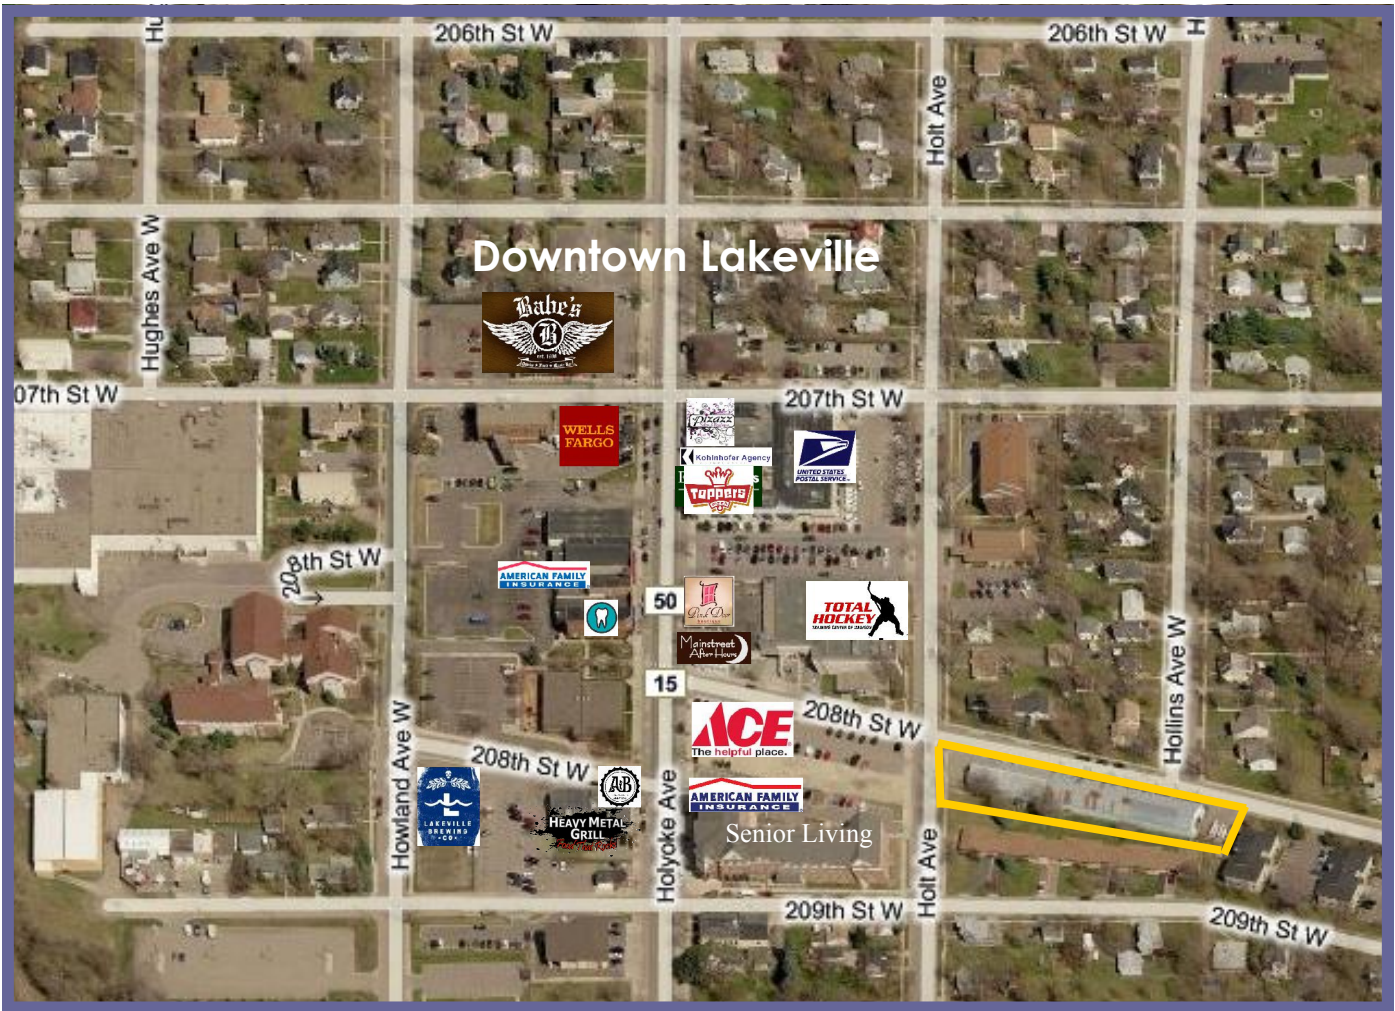 Hu
206th St W
206th St W
H
Holt Ave
Hughes Ave W
Downtown Lakeville
Babe's
B
07th St W
207th St W
WELLS
FARGO
Pizazz
Kohlnhofer Agency
Toppers
UNITED STATES
POSTAL SERVICE
208th St W
AMERICAN FAMILY
INSURANCE
50
Mainstreet
After Hours
TOTAL
HOCKEY
15
ACE
The helpful place.
208th St W
Hollins Ave W
208th St W
Howland Ave W
LAKEVILLE
BREWING
CO
AB
HEAVY METAL
GRILL
Holyoke Ave
AMERICAN FAMILY
INSURANCE
Senior Living
Holt Ave
209th St W
209th St W